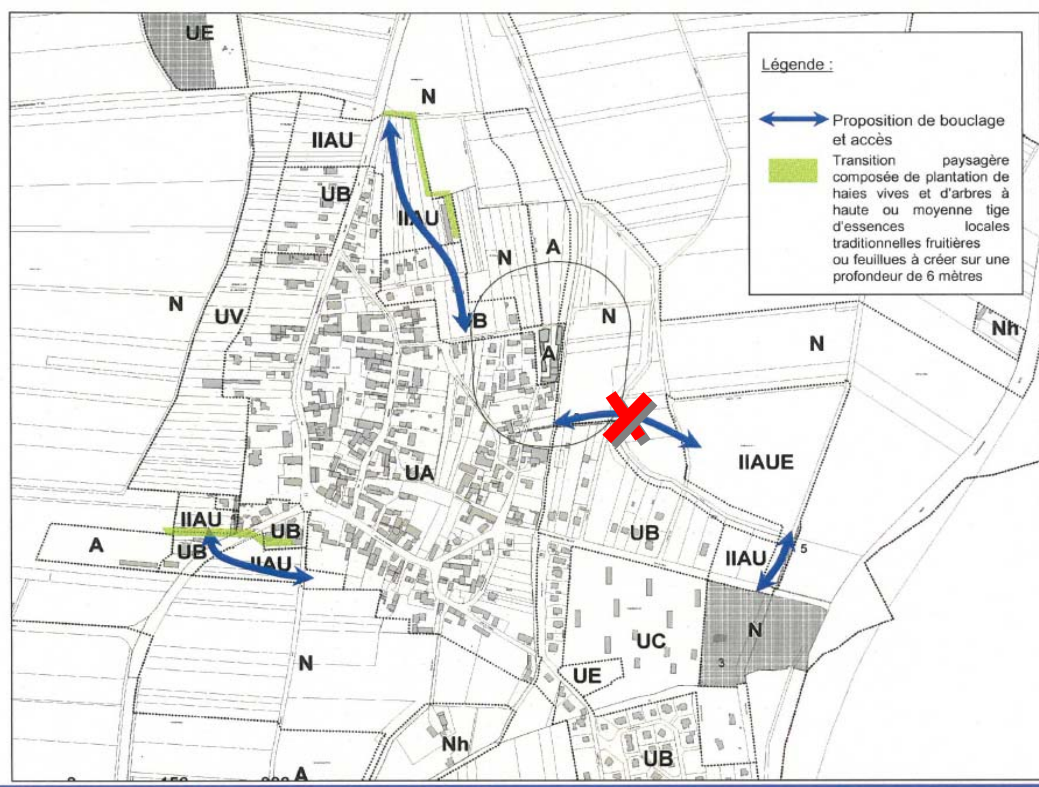 UE
Légende :
N
Proposition de bouclage
et accès
IIAU
Transition paysagère
composée de plantation de
haies vives et d'arbres à
haute ou moyenne tige
d'essences locales
traditionnelles fruitières
ou feuillues à créer sur une
profondeur de 6 mètres
UB
IIAU
A
N
N
UV
N
UB
Nh
N
A
IIAUE
UA
IIAU
UB
UB
A
UB
IIAU
5
IIAU
N
UC
N
3
UE
Nh
UB
A